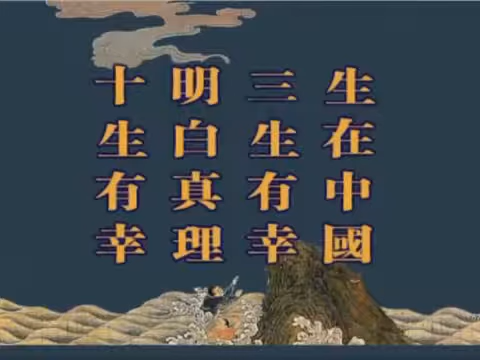 生在中國
三生有幸
明白真理
十生有幸